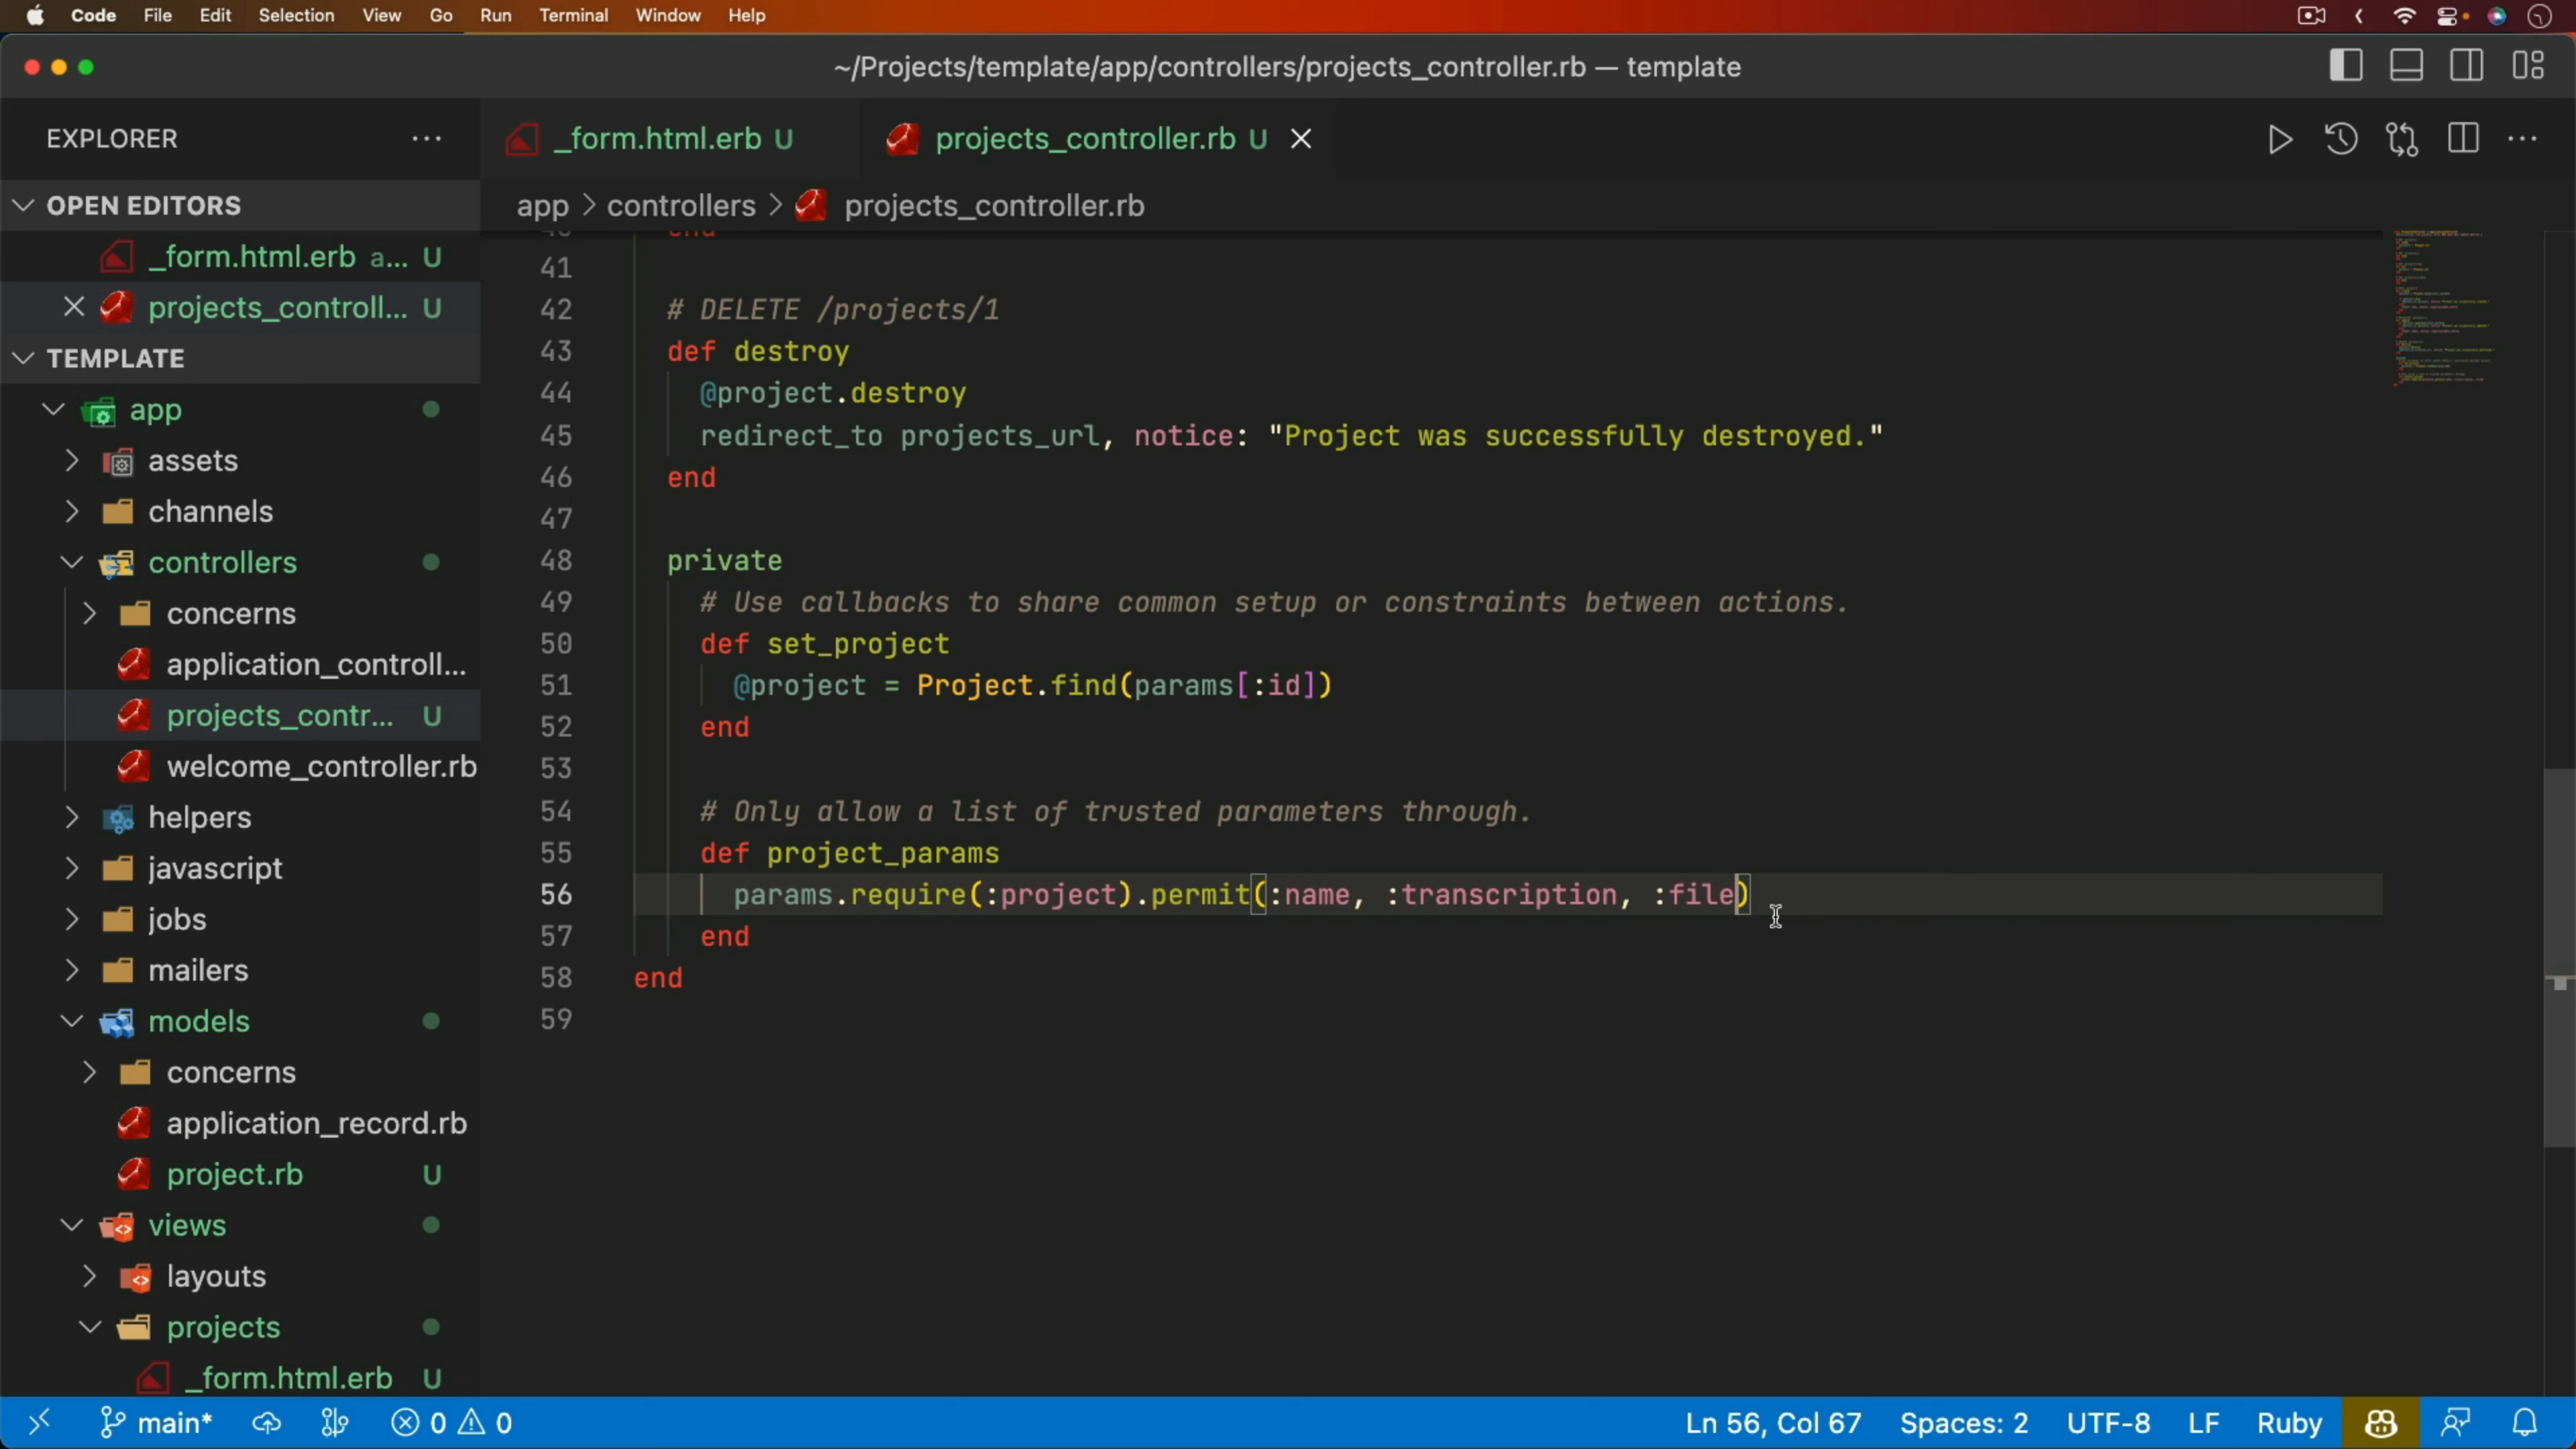 Code File Edit Selection View Go Run Terminal Window Help
~/Projects/template/app/controllers/projects_controller.rb — template
EXPLORER
_form.html.erb U
projects_controller.rb U
OPEN EDITORS
app > controllers > projects_controller.rb
_form.html.erb a... U
projects_controll... U
TEMPLATE
app
assets
channels
controllers
concerns
application_controll...
projects_contr... U
welcome_controller.rb
helpers
javascript
jobs
mailers
models
concerns
application_record.rb
project.rb U
views
layouts
projects
_form.html.erb U
40 end
41
42 # DELETE /projects/1
43 def destroy
44 @project.destroy
45 redirect_to projects_url, notice: "Project was successfully destroyed."
46 end
47
48 private
49 # Use callbacks to share common setup or constraints between actions.
50 def set_project
51 @project = Project.find(params[:id])
52 end
53
54 # Only allow a list of trusted parameters through.
55 def project_params
56 params.require(:project).permit(:name, :transcription, :file)
57 end
58 end
59
main* 0 0 Ln 56, Col 67 Spaces: 2 UTF-8 LF Ruby